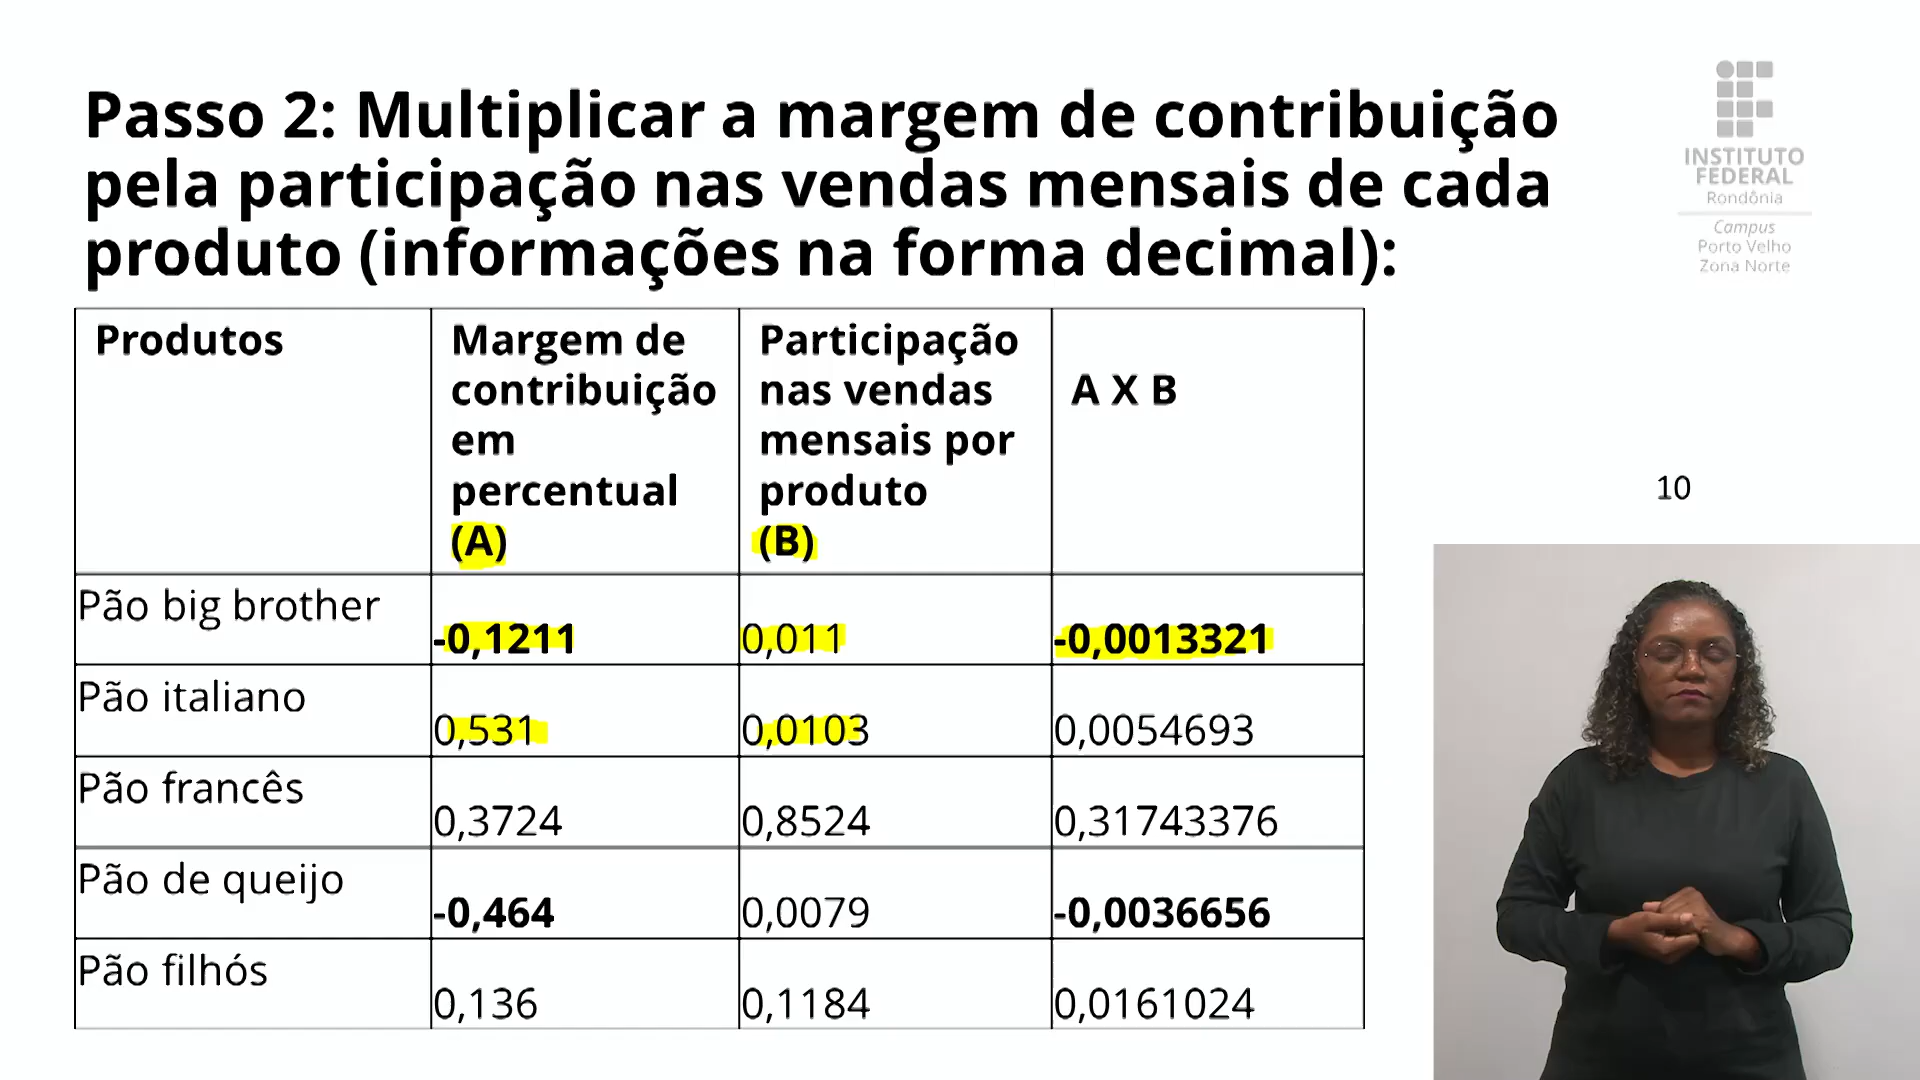 Passo 2: Multiplicar a margem de contribuição
pela participação nas vendas mensais de cada
produto (informações na forma decimal):
INSTITUTO
FEDERAL
Rondônia
Campus
Porto Velho
Zona Norte
Produtos
Margem de
contribuição
em
percentual
(A)
Participação
nas vendas
mensais por
produto
(B)
A X B
10
Pão big brother
-0,1211
0,011
-0,0013321
Pão italiano
0,531
0,0103
0,0054693
Pão francês
0,3724
0,8524
0,31743376
Pão de queijo
-0,464
0,0079
-0,0036656
Pão filhós
0,136
0,1184
0,0161024